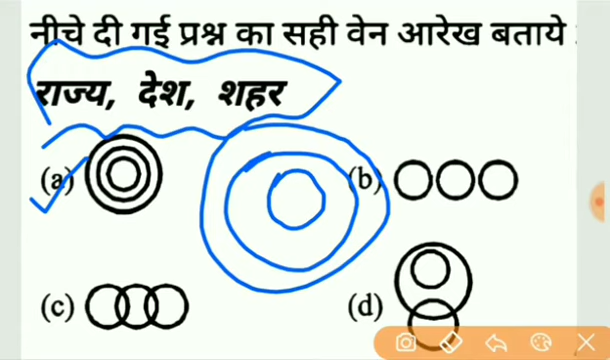 नीचे दी गई प्रश्न का सही वेन आरेख बताये :
राज्य, देश, शहर
(a) (b)
(c) (d)